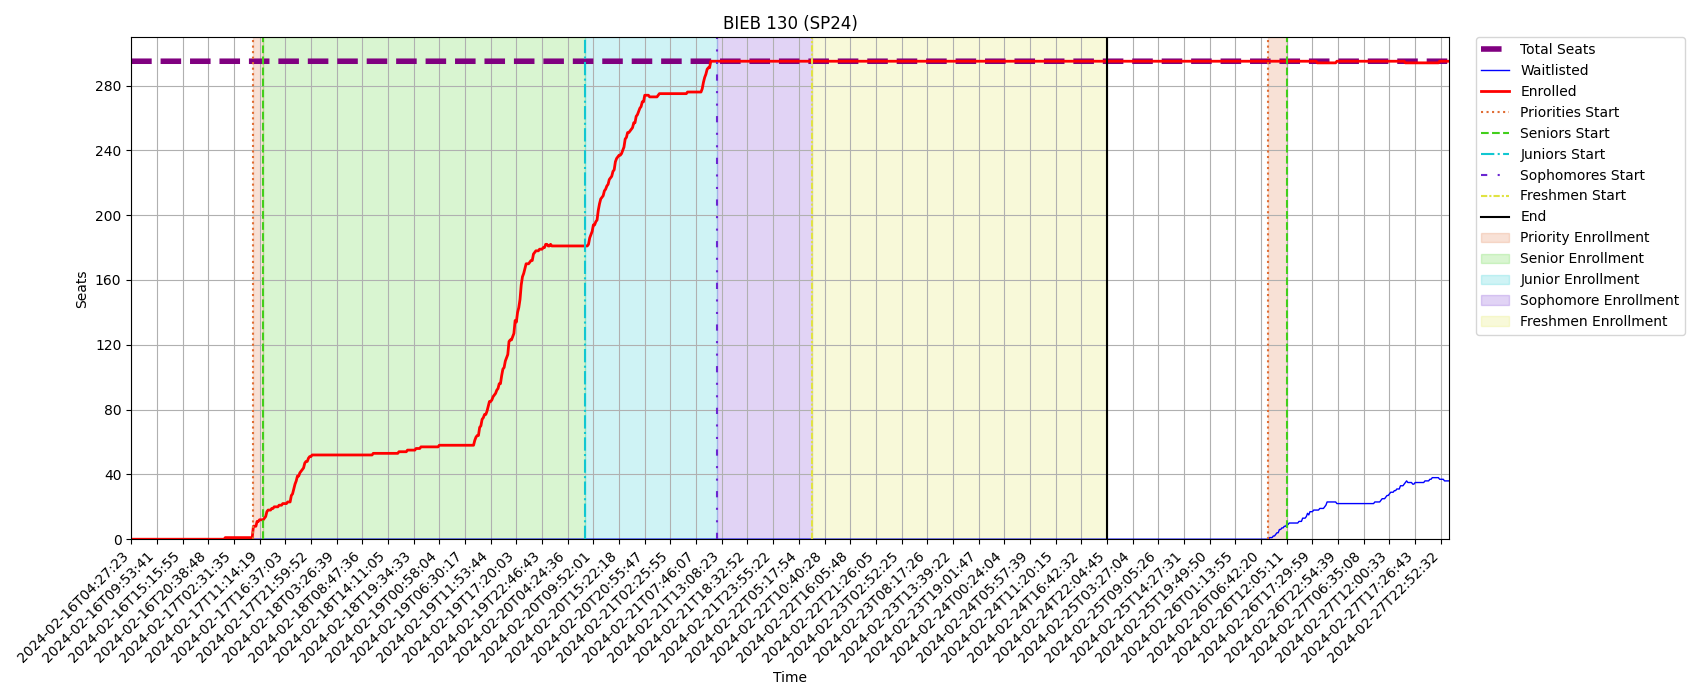 BIEB 130 (SP24)
Seats
280
240
200
160
120
80
40
0
2024-02-16T04:27:23
2024-02-16T09:53:41
2024-02-16T15:15:55
2024-02-16T20:38:48
2024-02-17T02:31:35
2024-02-17T11:14:19
2024-02-17T16:37:03
2024-02-17T21:59:52
2024-02-18T03:26:39
2024-02-18T08:47:36
2024-02-18T14:11:05
2024-02-18T19:34:33
2024-02-19T00:58:04
2024-02-19T06:30:17
2024-02-19T11:53:44
2024-02-19T17:20:03
2024-02-19T22:46:43
2024-02-20T04:24:36
2024-02-20T09:52:01
2024-02-20T15:22:18
2024-02-20T20:55:47
2024-02-21T02:25:55
2024-02-21T07:46:07
2024-02-21T13:08:23
2024-02-21T18:32:52
2024-02-21T23:55:22
2024-02-22T05:17:54
2024-02-22T10:40:28
2024-02-22T16:05:48
2024-02-22T21:26:05
2024-02-23T02:52:25
2024-02-23T08:17:26
2024-02-23T13:39:22
2024-02-23T19:01:47
2024-02-24T00:24:04
2024-02-24T05:57:39
2024-02-24T11:20:15
2024-02-24T16:42:32
2024-02-24T22:04:45
2024-02-25T03:27:04
2024-02-25T09:05:26
2024-02-25T14:27:31
2024-02-25T19:49:50
2024-02-26T01:13:55
2024-02-26T06:42:20
2024-02-26T12:05:11
2024-02-26T17:29:59
2024-02-26T22:54:39
2024-02-27T06:35:08
2024-02-27T12:00:33
2024-02-27T17:26:43
2024-02-27T22:52:32
Time
Total Seats
Waitlisted
Enrolled
Priorities Start
Seniors Start
Juniors Start
Sophomores Start
Freshmen Start
End
Priority Enrollment
Senior Enrollment
Junior Enrollment
Sophomore Enrollment
Freshmen Enrollment